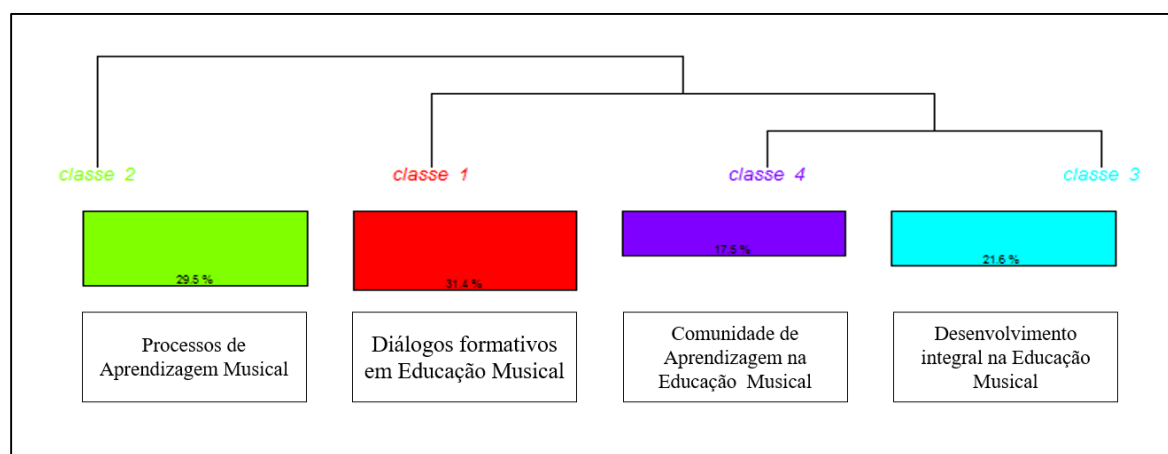 classe 2
classe 1
classe 4
classe 3
29.5 %
31.4 %
17.5 %
21.6 %
Processos de
Aprendizagem Musical
Diálogos formativos
em Educação Musical
Comunidade de
Aprendizagem na
Educação Musical
Desenvolvimento
integral na Educação
Musical